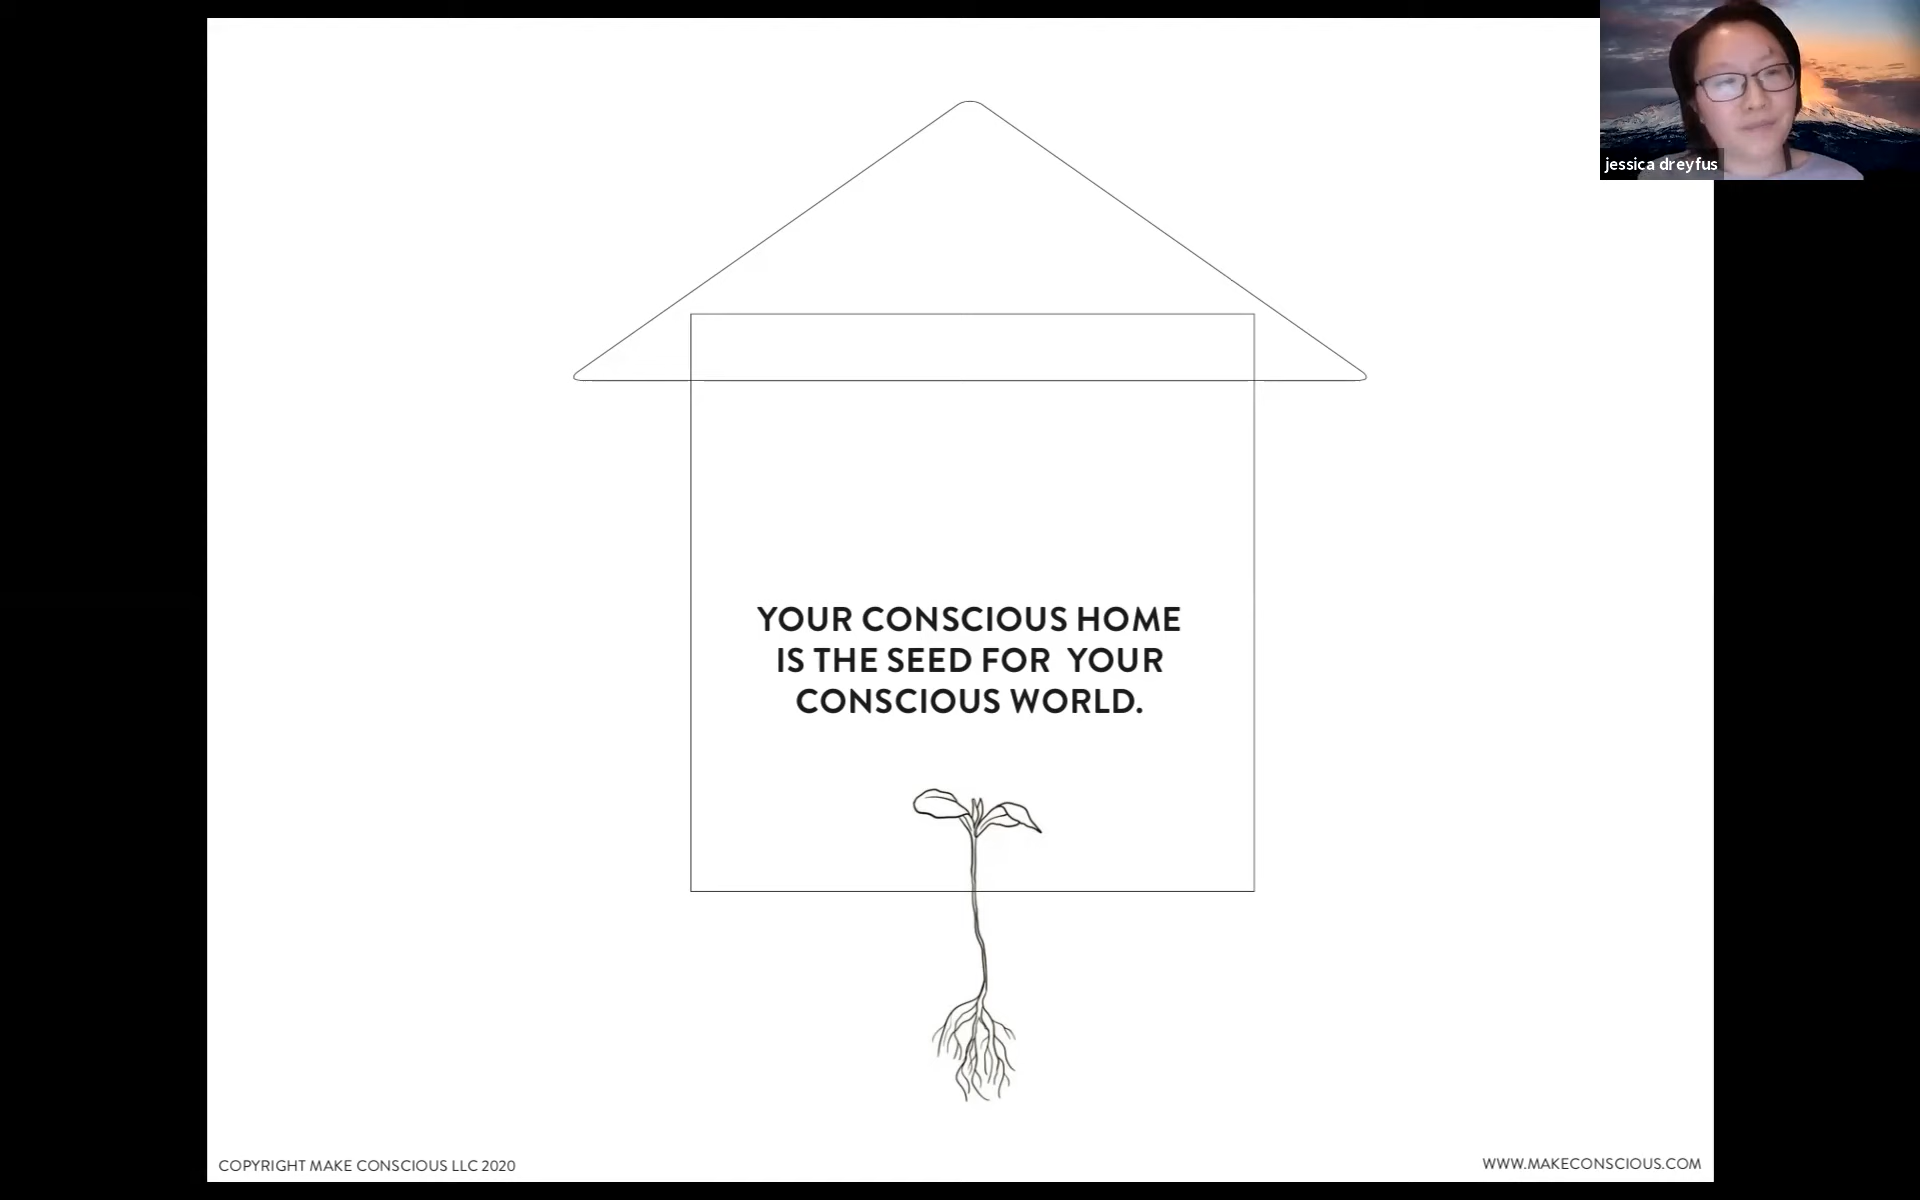 jessica dreyfus
YOUR CONSCIOUS HOME
IS THE SEED FOR YOUR
CONSCIOUS WORLD.
COPYRIGHT MAKE CONSCIOUS LLC 2020
WWW.MAKECONSCIOUS.COM